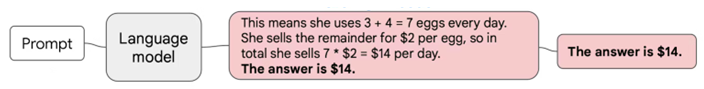 Prompt
Language
model
This means she uses 3 + 4 = 7 eggs every day.
She sells the remainder for $2 per egg, so in
total she sells 7 * $2 = $14 per day.
The answer is $14.
The answer is $14.